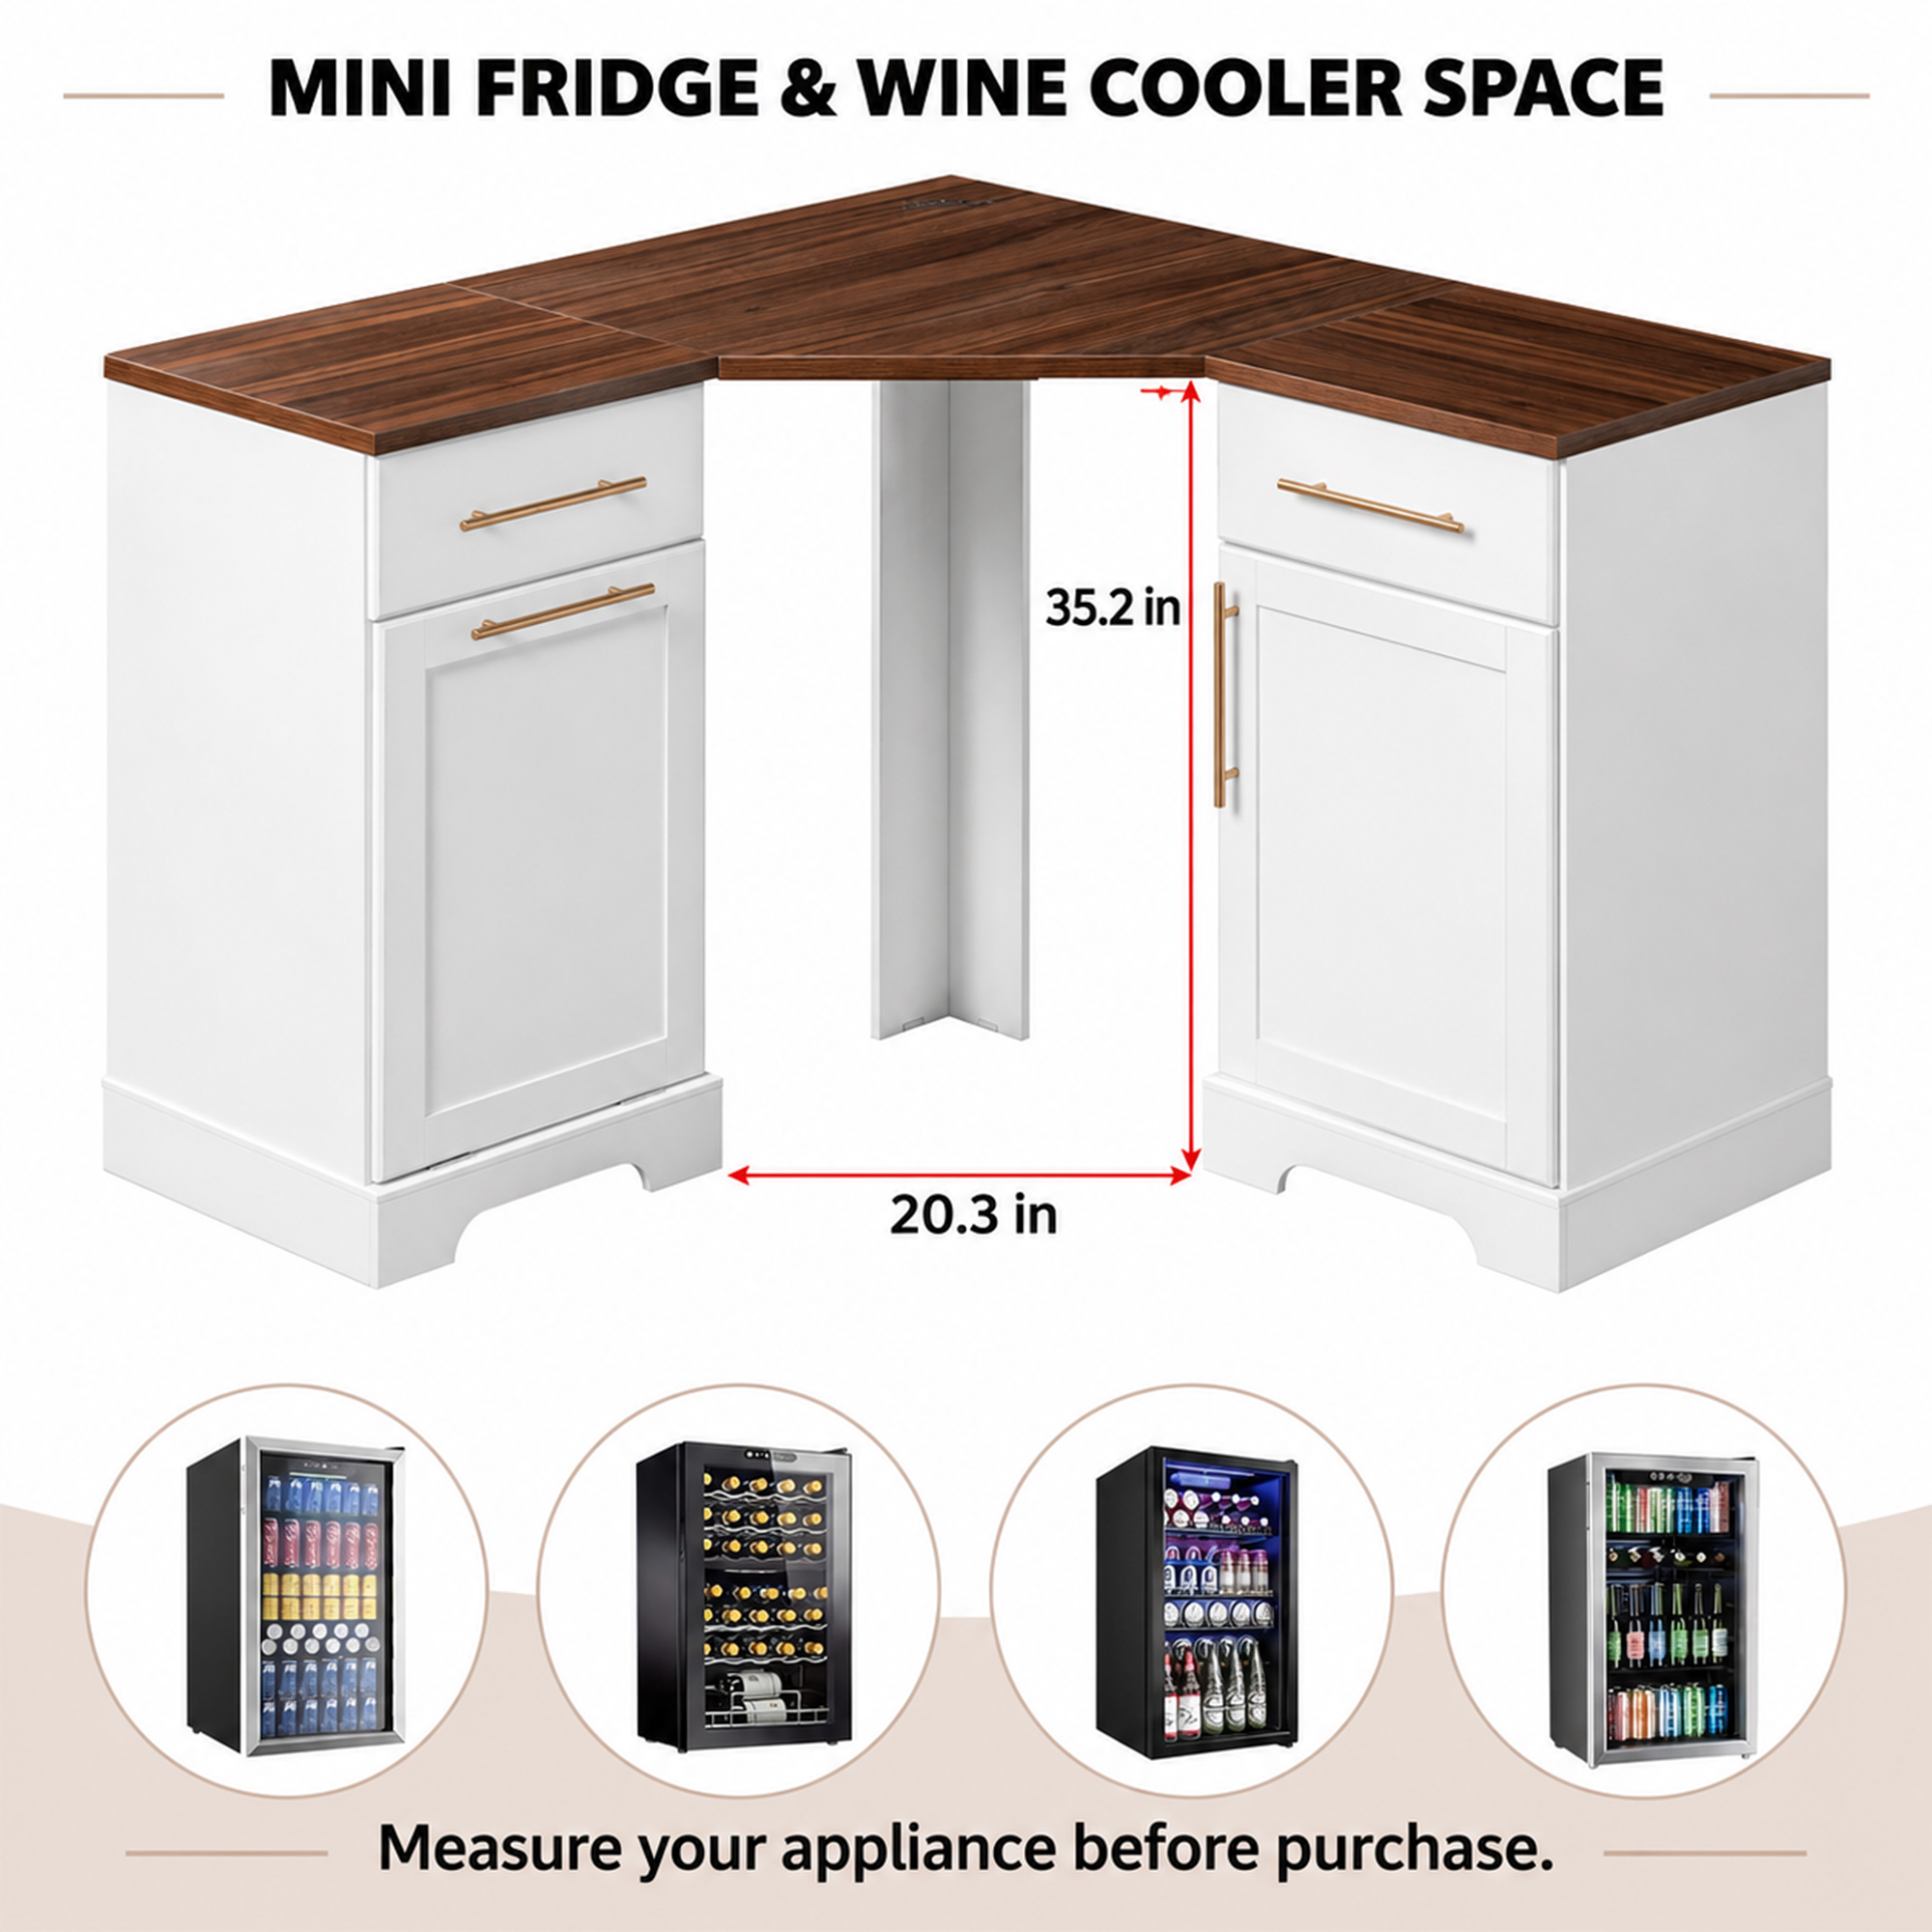 MINI FRIDGE & WINE COOLER SPACE
35.2 in
20.3 in
Measure your appliance before purchase.